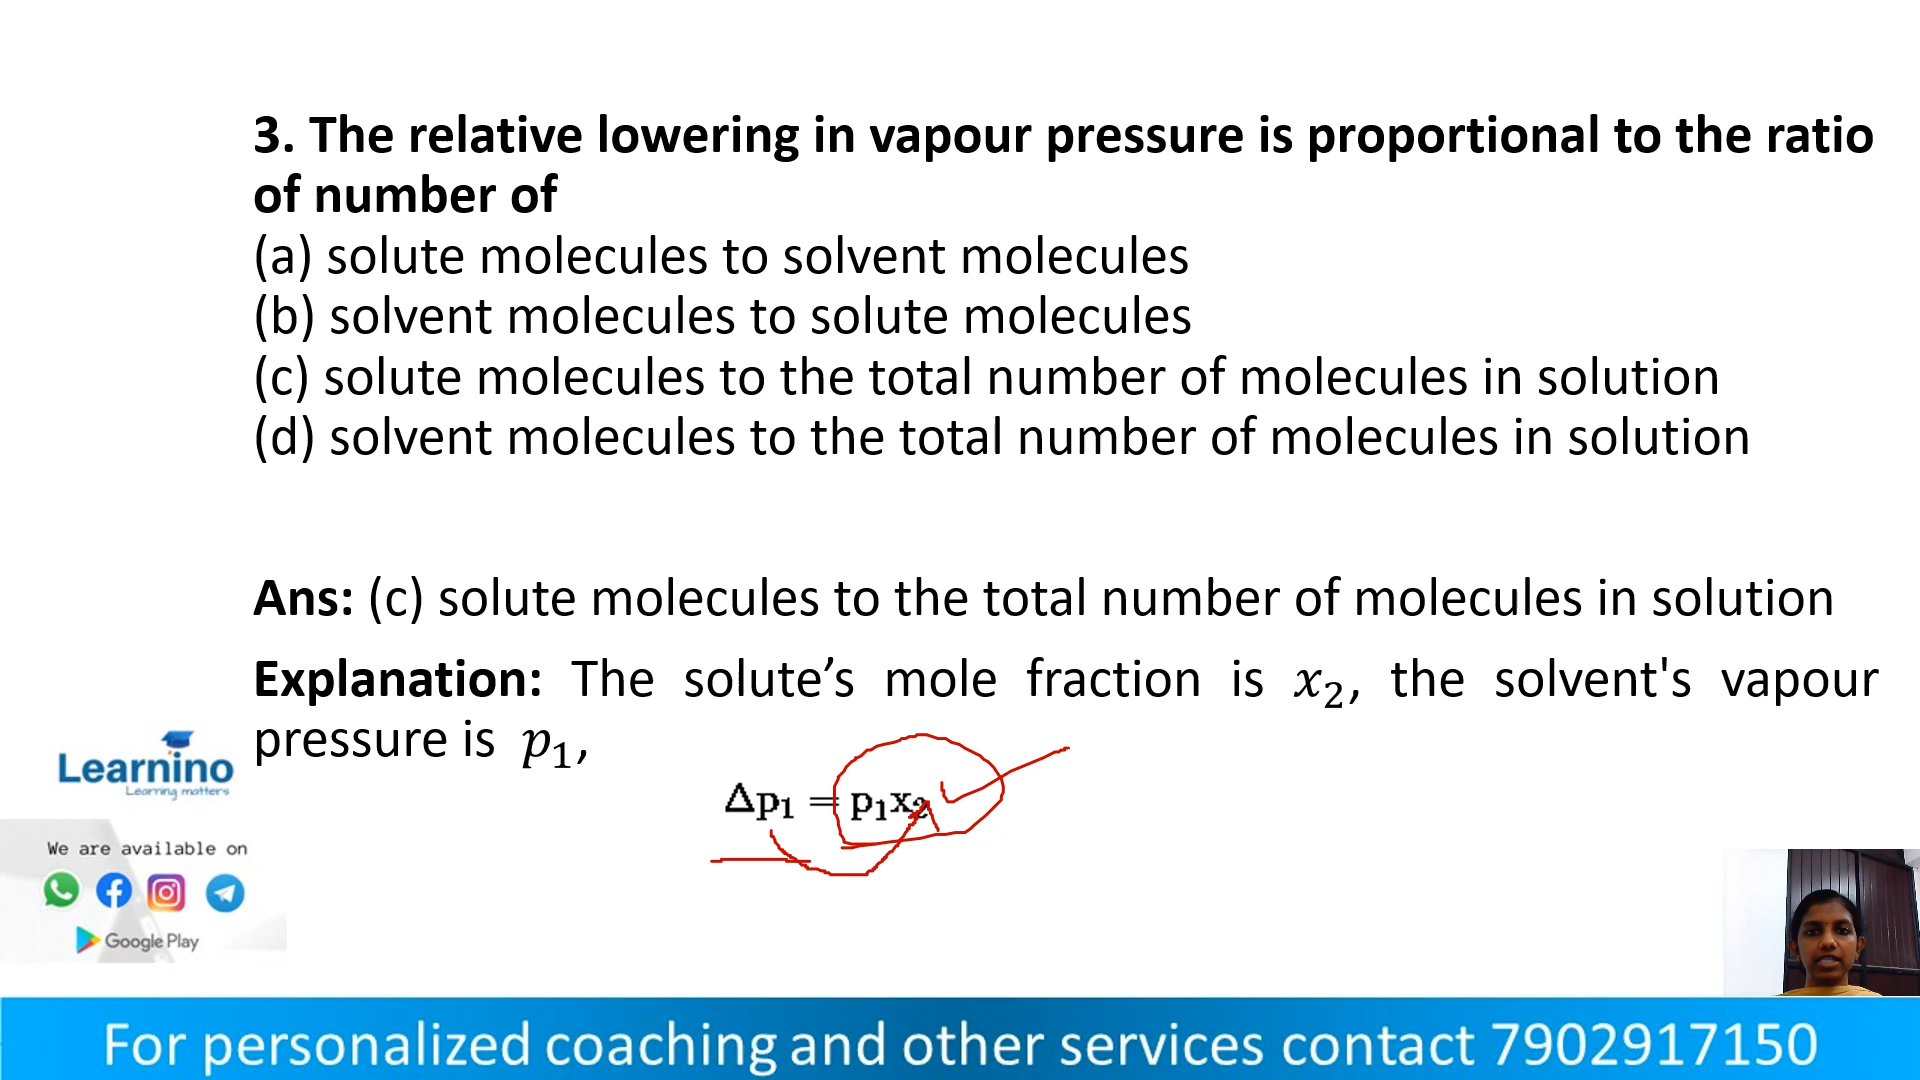 3. The relative lowering in vapour pressure is proportional to the ratio
of number of
(a) solute molecules to solvent molecules
(b) solvent molecules to solute molecules
(c) solute molecules to the total number of molecules in solution
(d) solvent molecules to the total number of molecules in solution
Ans: (c) solute molecules to the total number of molecules in solution
Explanation: The solute’s mole fraction is x₂, the solvent's vapour
pressure is p₁,
Δp₁ = p₁x₂
Learnino
Learning matters
We are available on
Google Play
For personalized coaching and other services contact 7902917150